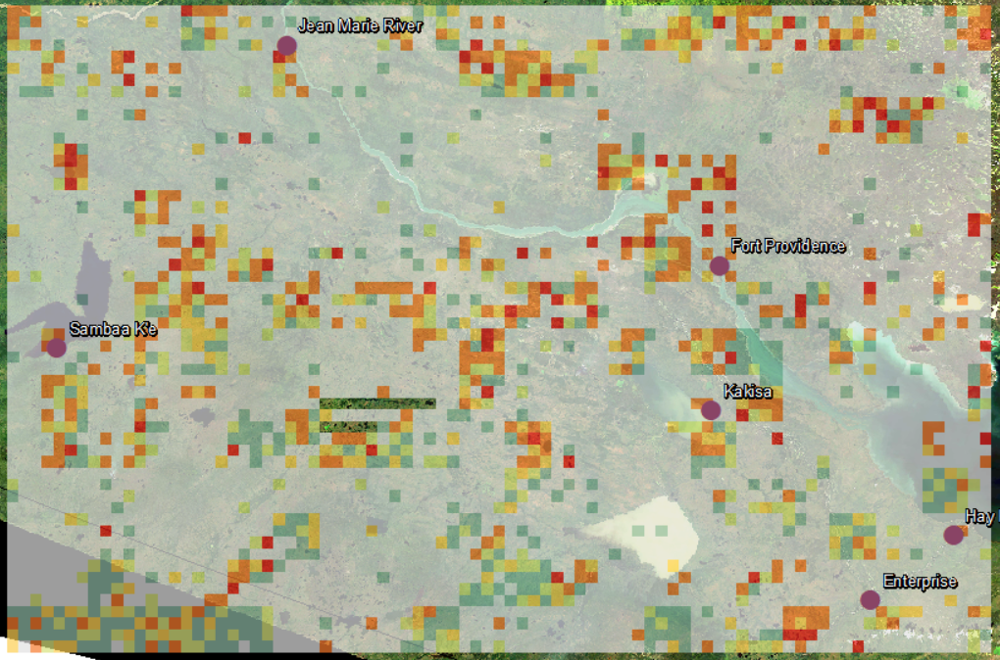 Jean Marie River
Fort Providence
Sambaa K'e
Kakisa
Hay
Enterprise